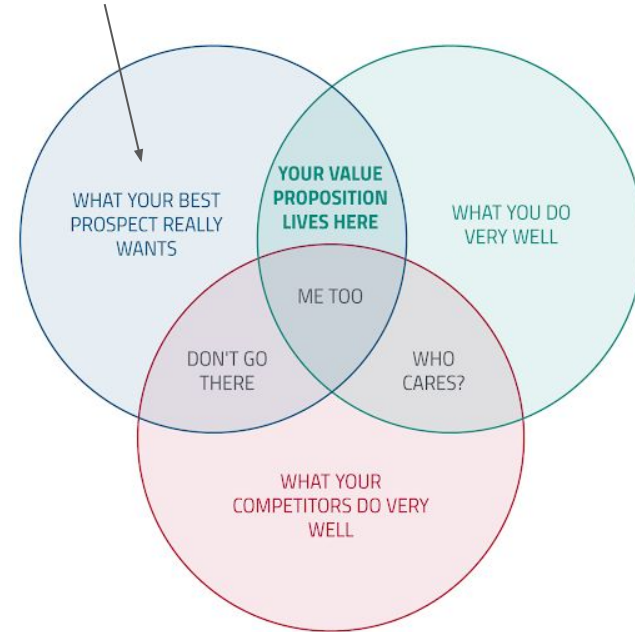 YOUR VALUE
PROPOSITION
LIVES HERE
WHAT YOUR BEST
PROSPECT REALLY
WANTS
WHAT YOU DO
VERY WELL
ME TOO
DON'T GO
THERE
WHO
CARES?
WHAT YOUR
COMPETITORS DO VERY
WELL